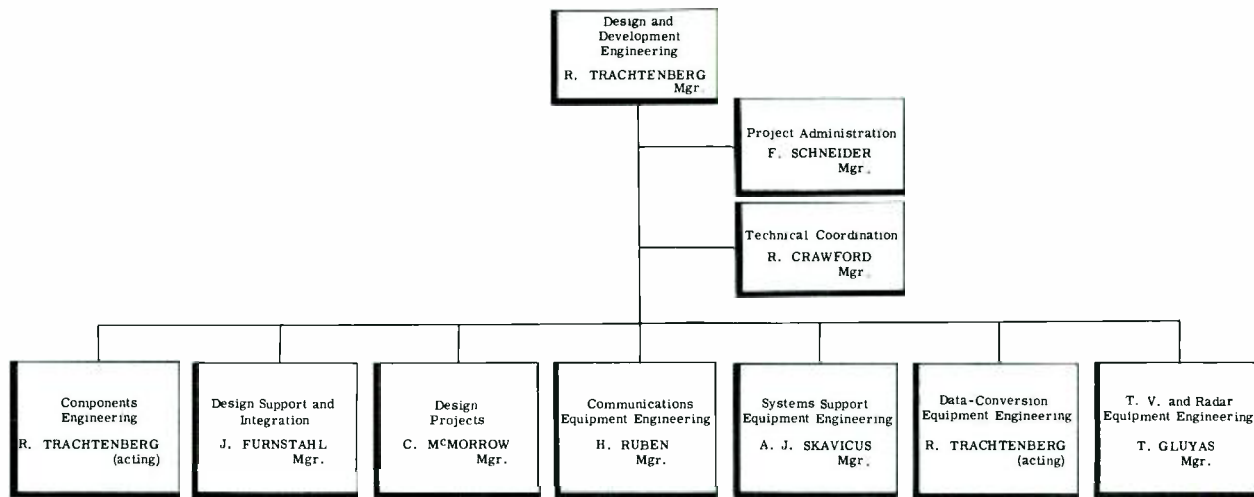 Design and
Development
Engineering
R. TRACHTENBERG
Mgr.
Project Administration
F. SCHNEIDER
Mgr.
Technical Coordination
R. CRAWFORD
Mgr.
Components
Engineering
R. TRACHTENBERG
(acting)
Design Support and
Integration
J. FURNSTAHL
Mgr.
Design
Projects
C. McMORROW
Mgr.
Communications
Equipment Engineering
H. RUBEN
Mgr.
Systems Support
Equipment Engineering
A. J. SKAVICUS
Mgr.
Data-Conversion
Equipment Engineering
R. TRACHTENBERG
(acting)
T. V. and Radar
Equipment Engineering
T. GLUYAS
Mgr.